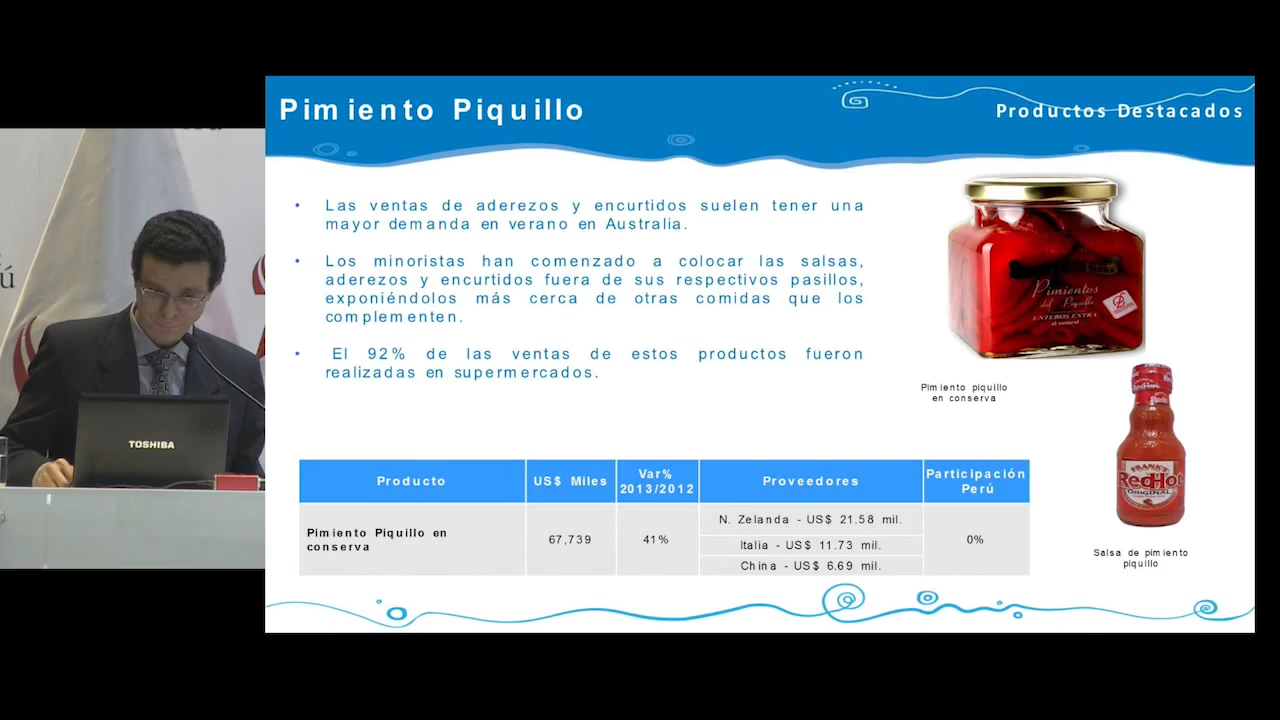 Pimiento Piquillo
Productos Destacados
• Las ventas de aderezos y encurtidos suelen tener una
mayor demanda en verano en Australia.
• Los minoristas han comenzado a colocar las salsas,
aderezos y encurtidos fuera de sus respectivos pasillos,
exponiéndolos más cerca de otras comidas que los
complementen.
• El 92% de las ventas de estos productos fueron
realizadas en supermercados.
Pimientos
del Piquillo
ENTEROS EXTRA
al natural
Pimiento piquillo
en conserva
FRANK'S
RedHot
ORIGINAL
Salsa de pimiento
piquillo
Producto
US$ Miles
Var%
2013/2012
Proveedores
Participación
Perú
Pimiento Piquillo en
conserva
67,739
41%
N. Zelanda - US$ 21.58 mil.
Italia - US$ 11.73 mil.
China - US$ 6.69 mil.
0%
TOSHIBA